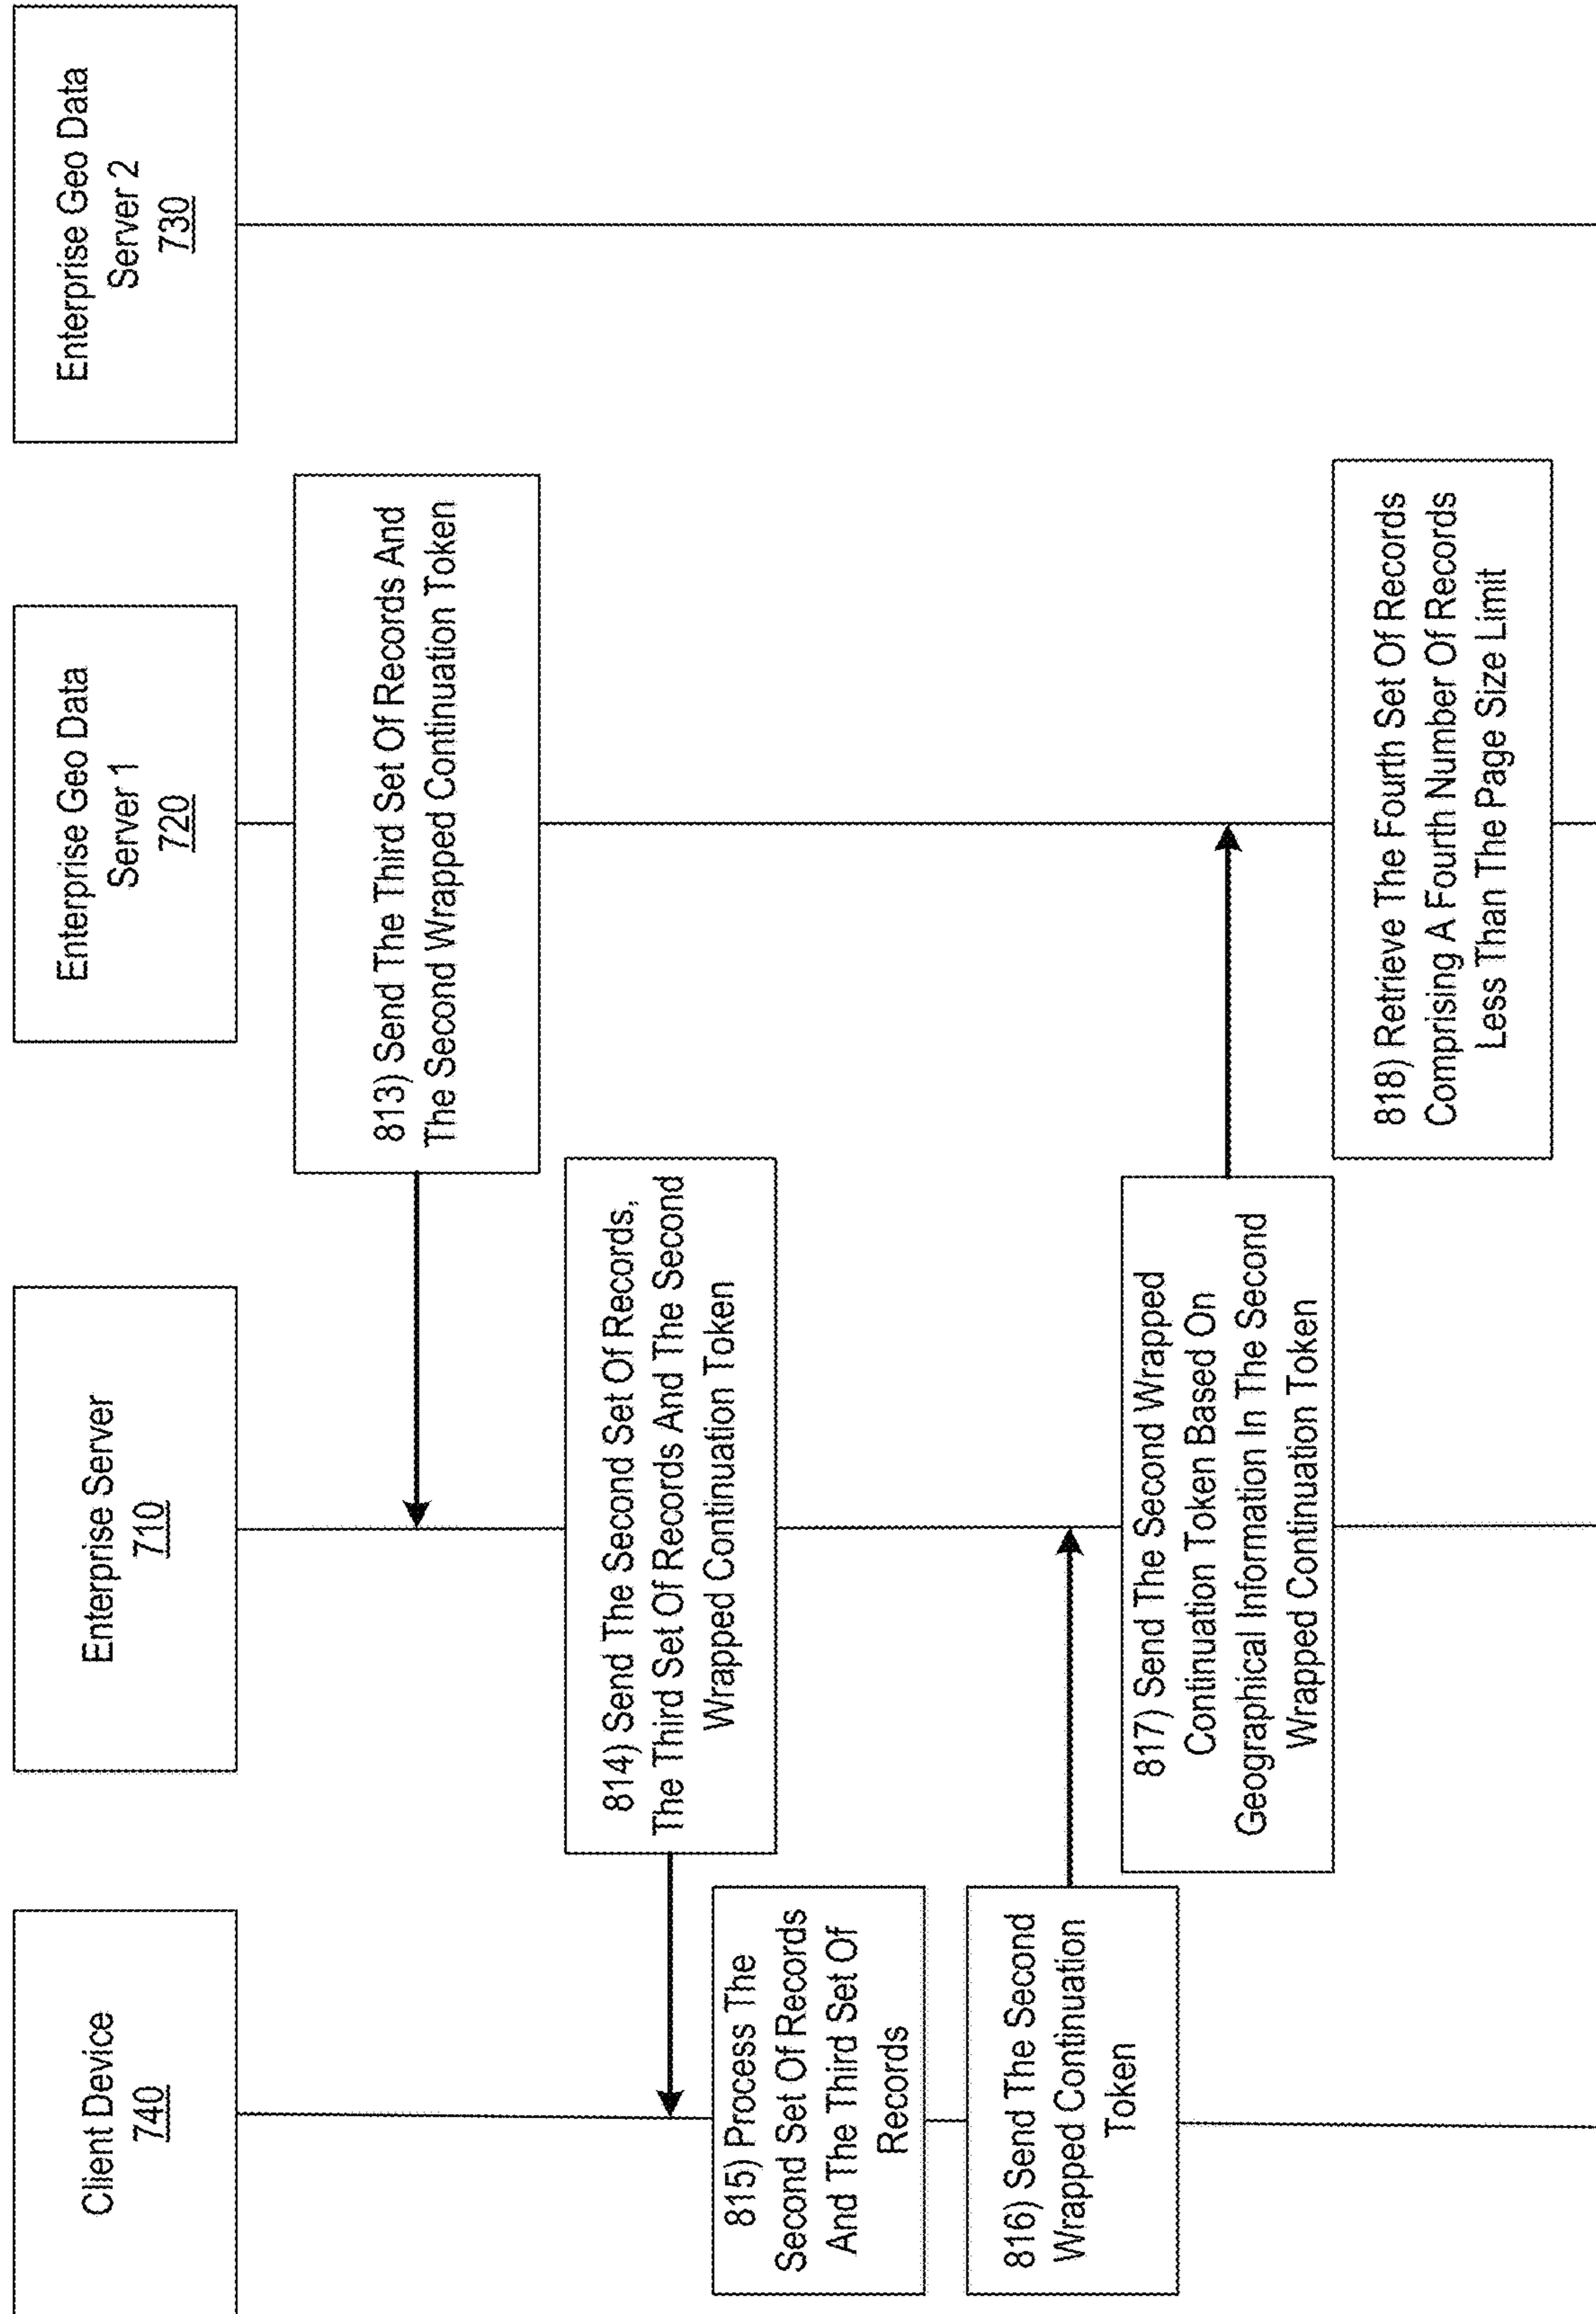 Client Device
740
Enterprise Server
710
Enterprise Geo Data
Server 1
720
Enterprise Geo Data
Server 2
730
813) Send The Third Set Of Records And
The Second Wrapped Continuation Token
814) Send The Second Set Of Records,
The Third Set Of Records And The Second
Wrapped Continuation Token
815) Process The
Second Set Of Records
And The Third Set Of
Records
816) Send The Second
Wrapped Continuation
Token
817) Send The Second Wrapped
Continuation Token Based On
Geographical Information In The Second
Wrapped Continuation Token
818) Retrieve The Fourth Set Of Records
Comprising A Fourth Number Of Records
Less Than The Page Size Limit